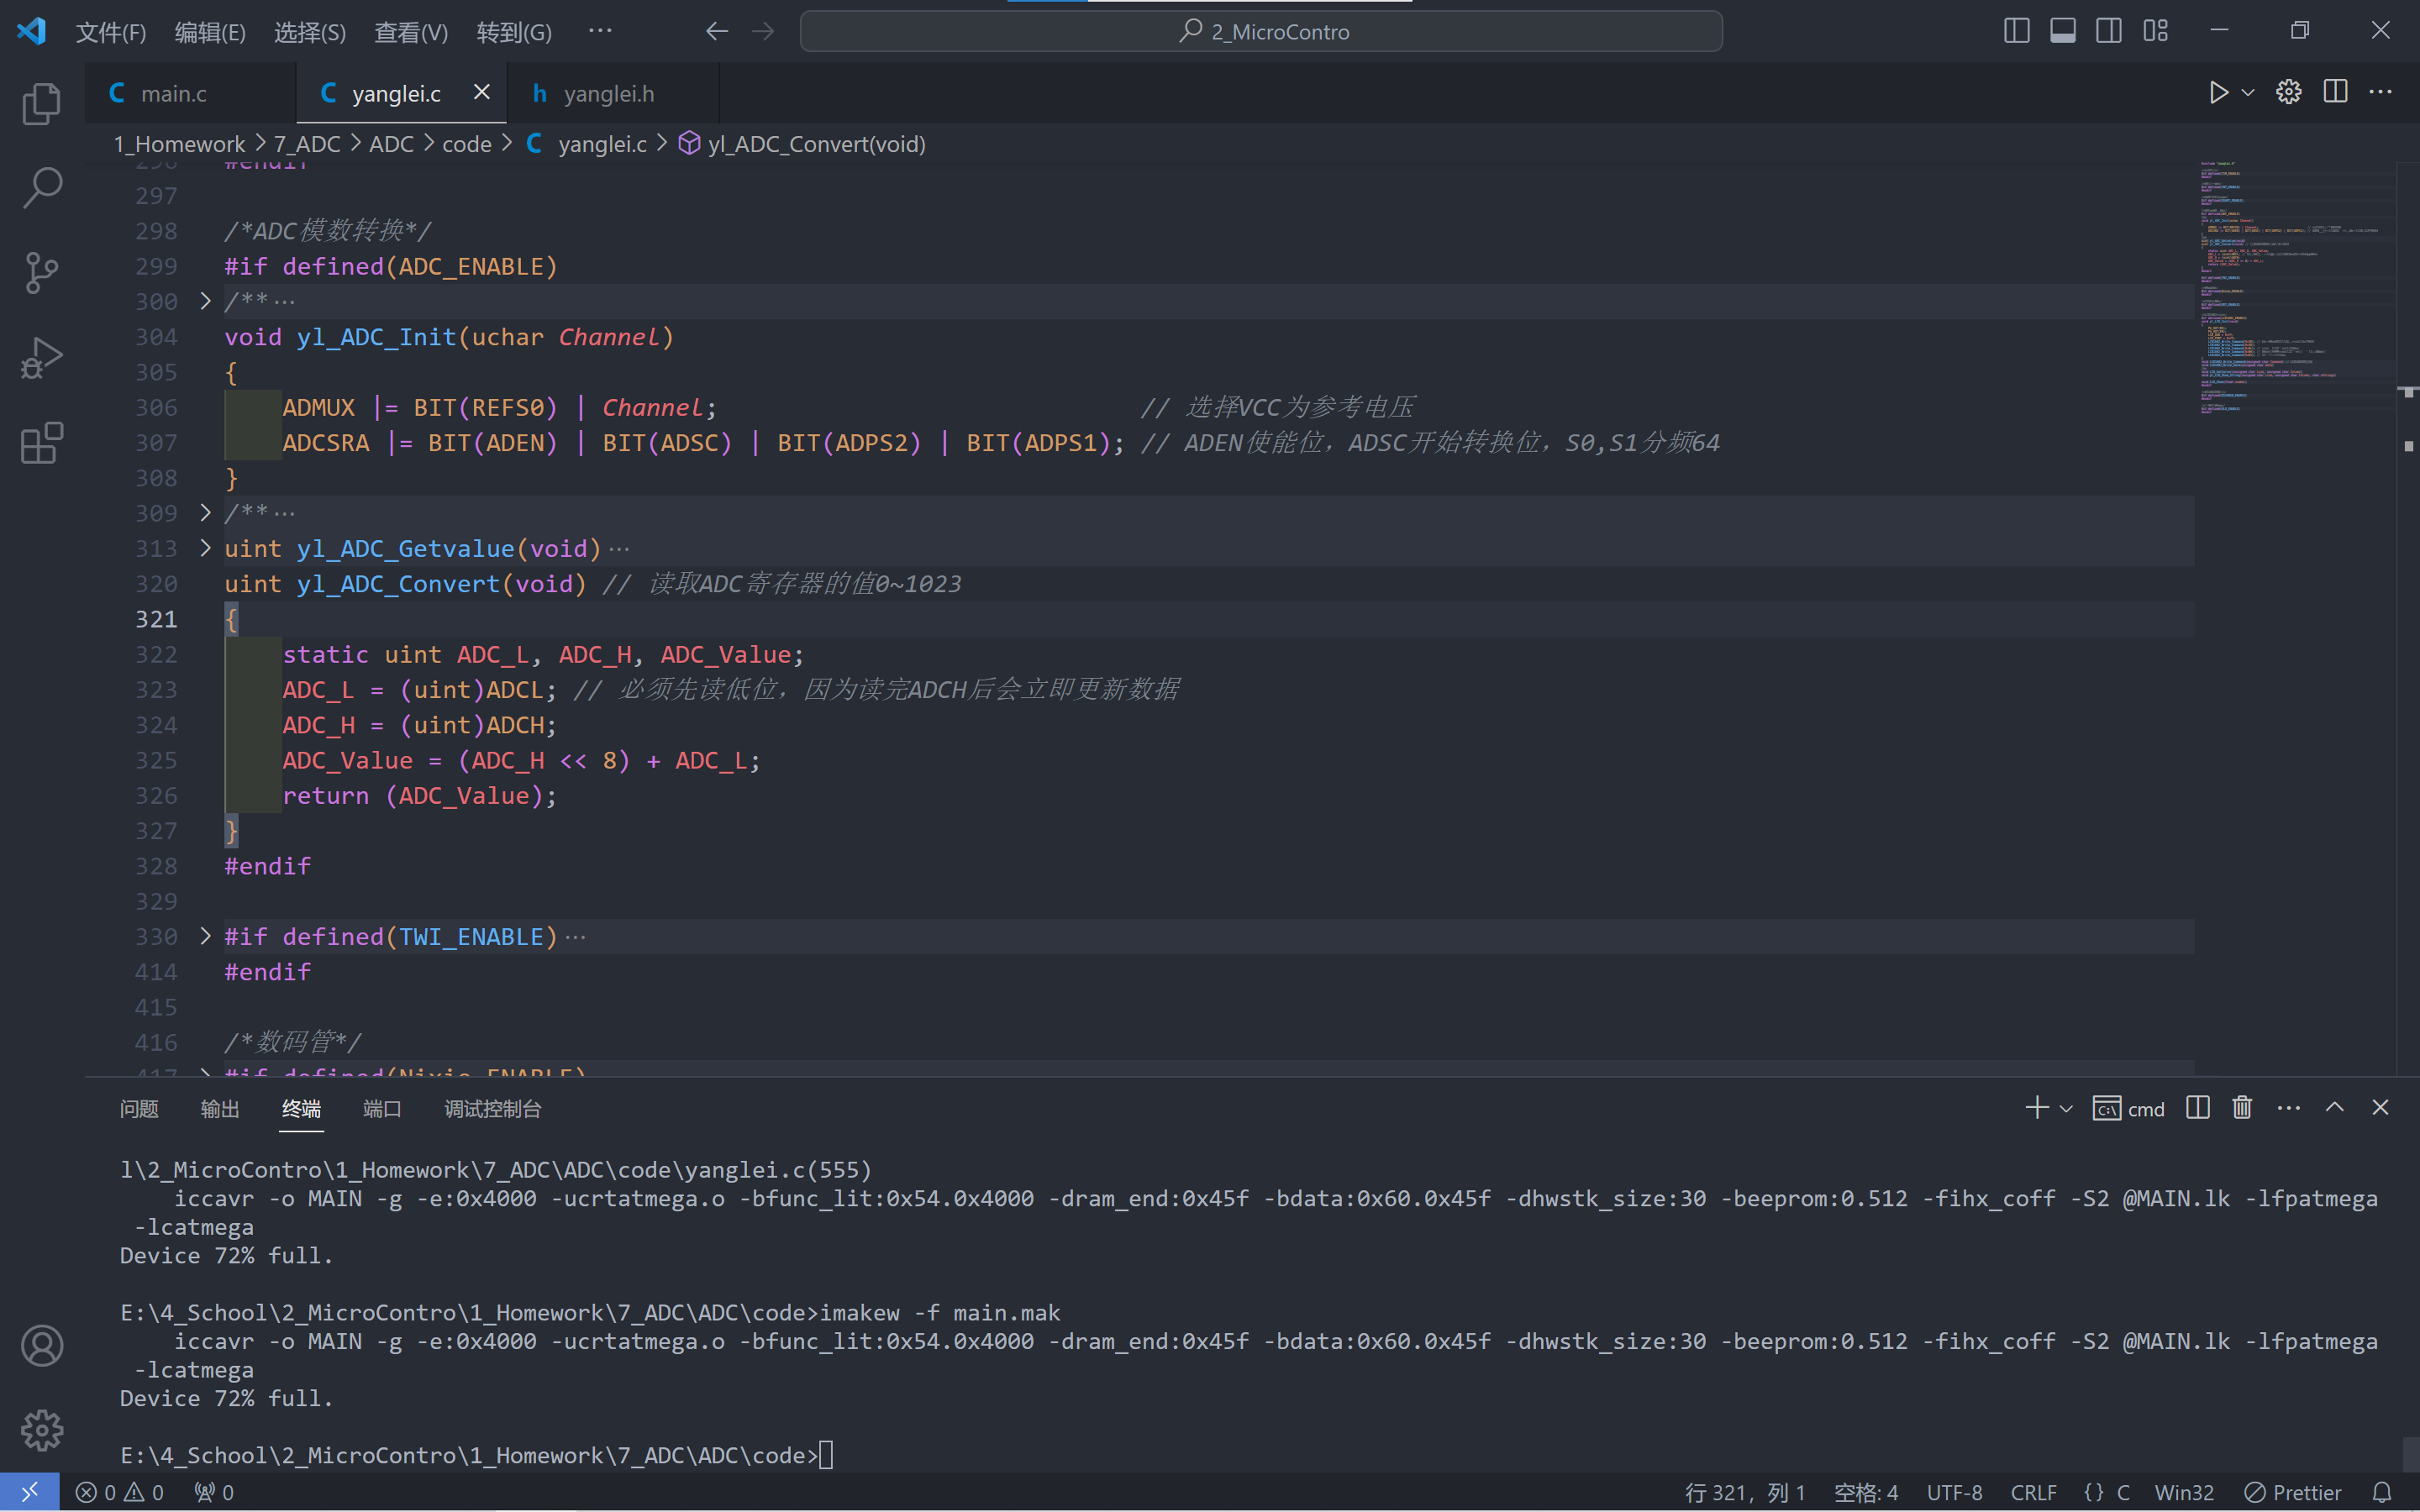 文件(F) 编辑(E) 选择(S) 查看(V) 转到(G) ··· 2_MicroContro
C main.c C yanglei.c h yanglei.h
1_Homework > 7_ADC > ADC > code > C yanglei.c > yl_ADC_Convert(void)
296 #endif
297
298 /*ADC模数转换*/
299 #if defined(ADC_ENABLE)
300 /**···
304 void yl_ADC_Init(uchar Channel)
305 {
306 ADMUX |= BIT(REFS0) | Channel; // 选择VCC为参考电压
307 ADCSRA |= BIT(ADEN) | BIT(ADSC) | BIT(ADPS2) | BIT(ADPS1); // ADEN使能位，ADSC开始转换位，S0,S1分频64
308 }
309 /**···
313 uint yl_ADC_Getvalue(void)···
320 uint yl_ADC_Convert(void) // 读取ADC寄存器的值0~1023
321 {
322 static uint ADC_L, ADC_H, ADC_Value;
323 ADC_L = (uint)ADCL; // 必须先读低位，因为读完ADCH后会立即更新数据
324 ADC_H = (uint)ADCH;
325 ADC_Value = (ADC_H << 8) + ADC_L;
326 return (ADC_Value);
327 }
328 #endif
329
330 #if defined(TWI_ENABLE)···
414 #endif
415
416 /*数码管*/
417 #if defined(Nixie_ENABLE)
问题 输出 终端 端口 调试控制台 cmd
l\2_MicroContro\1_Homework\7_ADC\ADC\code\yanglei.c(555)
iccavr -o MAIN -g -e:0x4000 -ucrtatmega.o -bfunc_lit:0x54.0x4000 -dram_end:0x45f -bdata:0x60.0x45f -dhwstk_size:30 -beeprom:0.512 -fihx_coff -S2 @MAIN.lk -lfpatmega
-lcatmega
Device 72% full.
E:\4_School\2_MicroContro\1_Homework\7_ADC\ADC\code>imakew -f main.mak
iccavr -o MAIN -g -e:0x4000 -ucrtatmega.o -bfunc_lit:0x54.0x4000 -dram_end:0x45f -bdata:0x60.0x45f -dhwstk_size:30 -beeprom:0.512 -fihx_coff -S2 @MAIN.lk -lfpatmega
-lcatmega
Device 72% full.
E:\4_School\2_MicroContro\1_Homework\7_ADC\ADC\code>
0 0 0 行 321，列 1 空格: 4 UTF-8 CRLF {} C Win32 Prettier